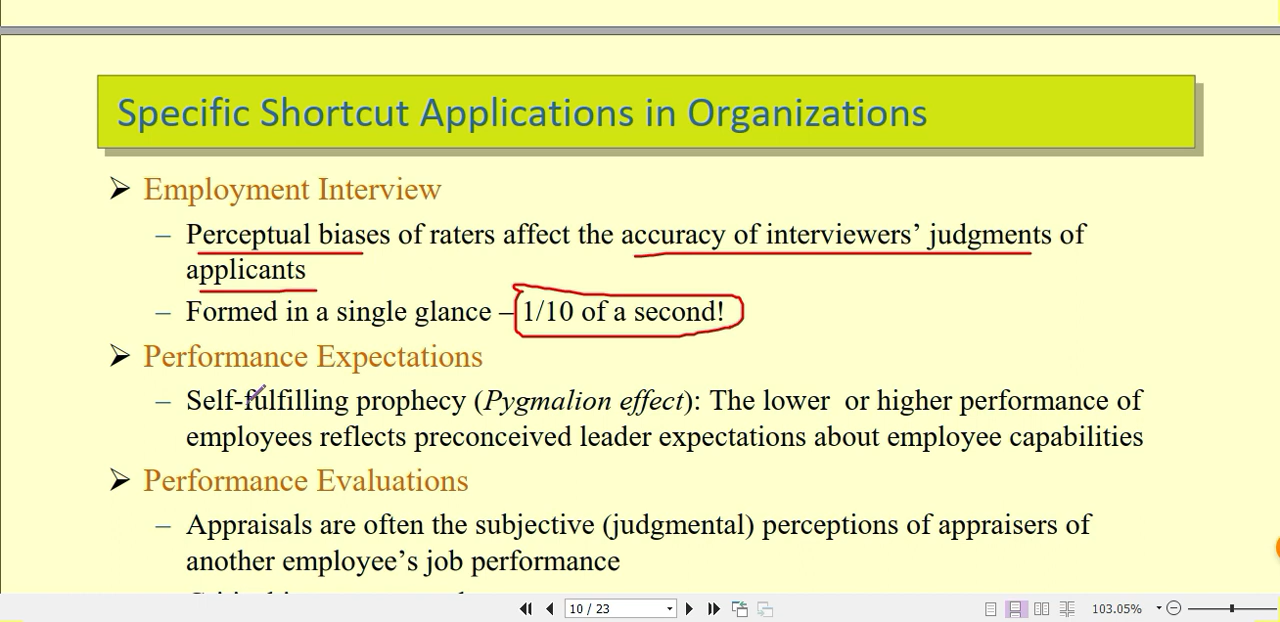 Specific Shortcut Applications in Organizations
➢ Employment Interview
– Perceptual biases of raters affect the accuracy of interviewers’ judgments of
applicants
– Formed in a single glance – 1/10 of a second!
➢ Performance Expectations
– Self-fulfilling prophecy (Pygmalion effect): The lower or higher performance of
employees reflects preconceived leader expectations about employee capabilities
➢ Performance Evaluations
– Appraisals are often the subjective (judgmental) perceptions of appraisers of
another employee’s job performance
10 / 23
103.05%